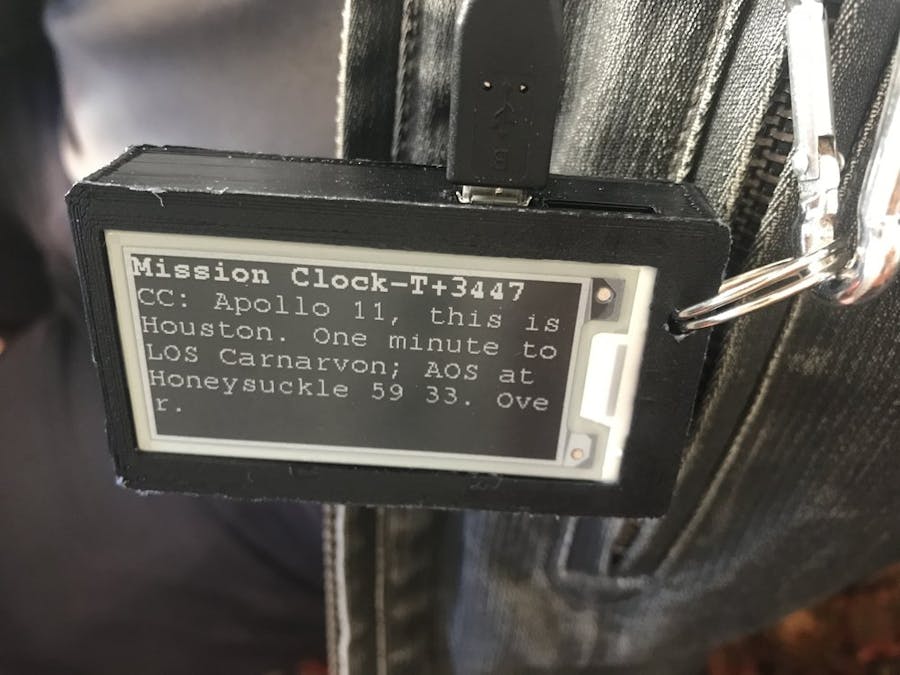 Mission Clock-T+3447
CC: Apollo 11, this is
Houston. One minute to
LOS Carnarvon; AOS at
Honeysuckle 59 33. Ove
r.